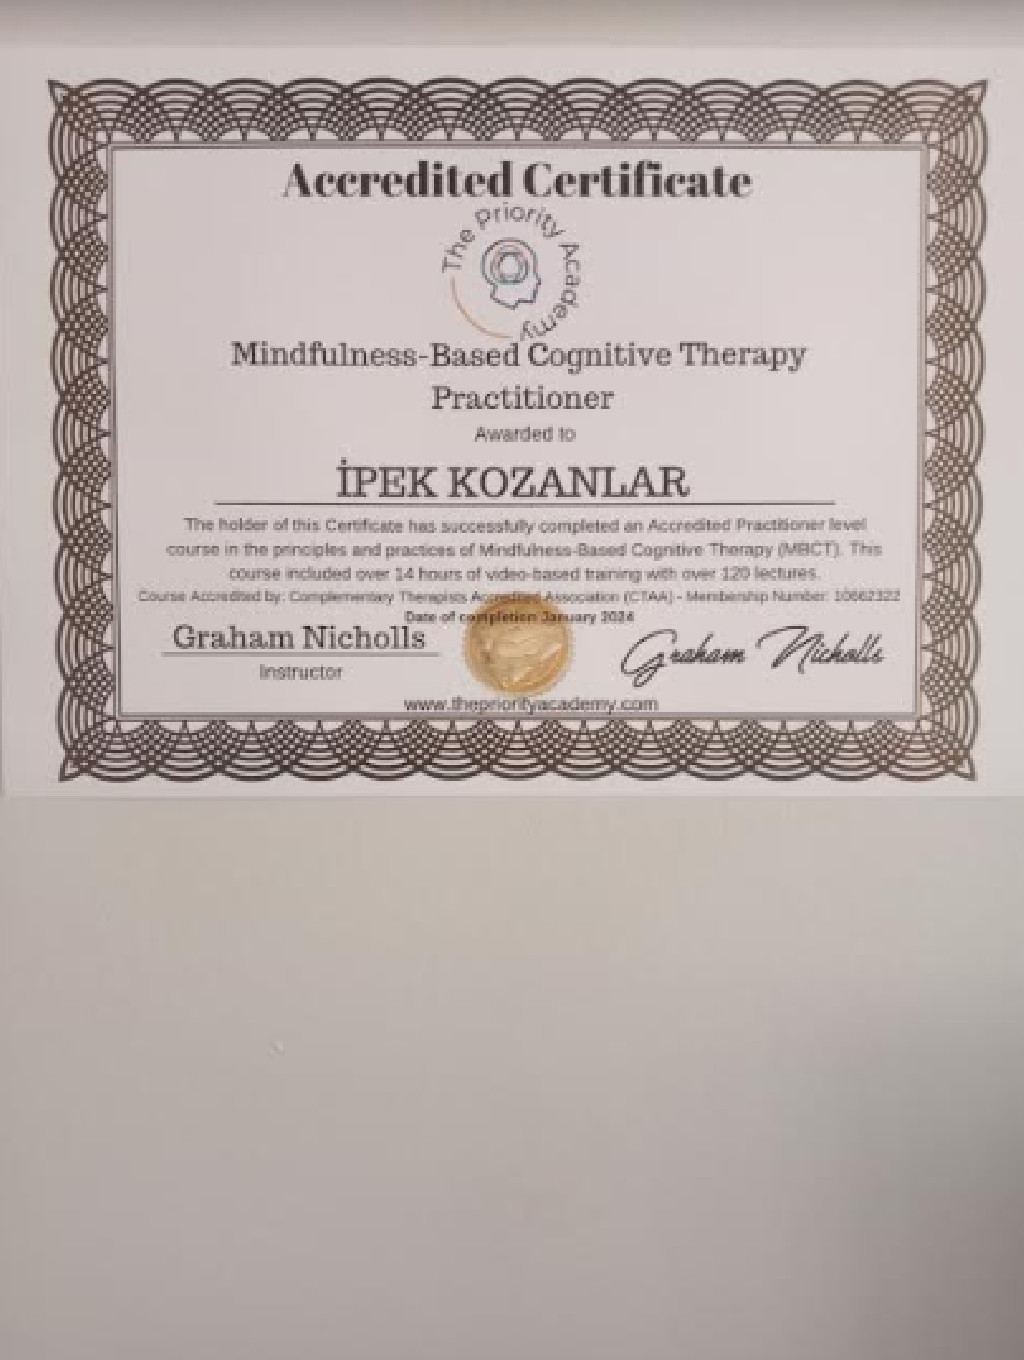 Accredited Certificate
The Priority Academy
Mindfulness-Based Cognitive Therapy
Practitioner
Awarded to
İPEK KOZANLAR
The holder of this Certificate has successfully completed an Accredited Practitioner level
course in the principles and practices of Mindfulness-Based Cognitive Therapy (MBCT). This
course included over 14 hours of video-based training with over 120 lectures.
Course Accredited by: Complementary Therapists Accredited Association (CTAA) - Membership Number: 10662322
Date of completion January 2024
Graham Nicholls
Graham Nicholls
Instructor
www.thepriorityacademy.com